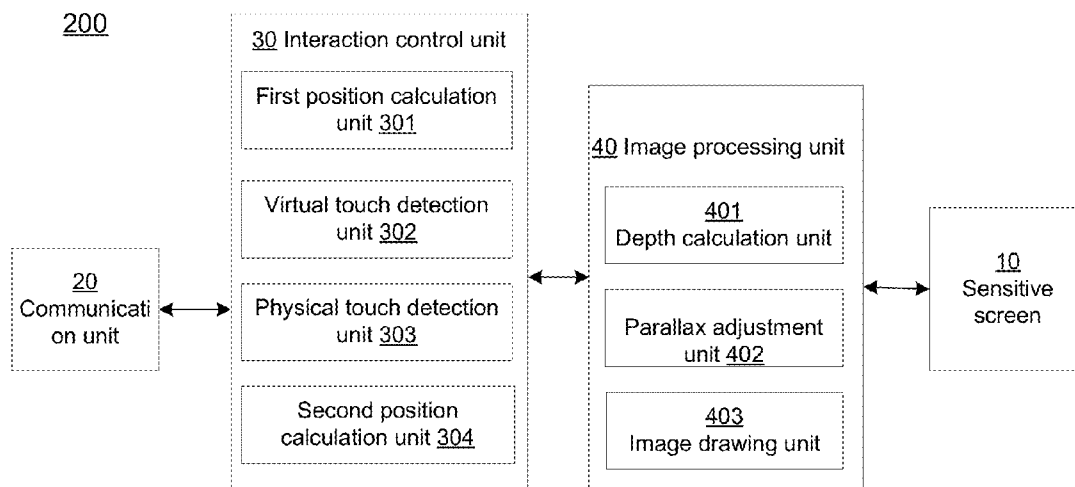 200
30 Interaction control unit
First position calculation
unit 301
Virtual touch detection
unit 302
Physical touch detection
unit 303
Second position
calculation unit 304
20
Communicati
on unit
40 Image processing unit
401
Depth calculation unit
Parallax adjustment
unit 402
403
Image drawing unit
10
Sensitive
screen